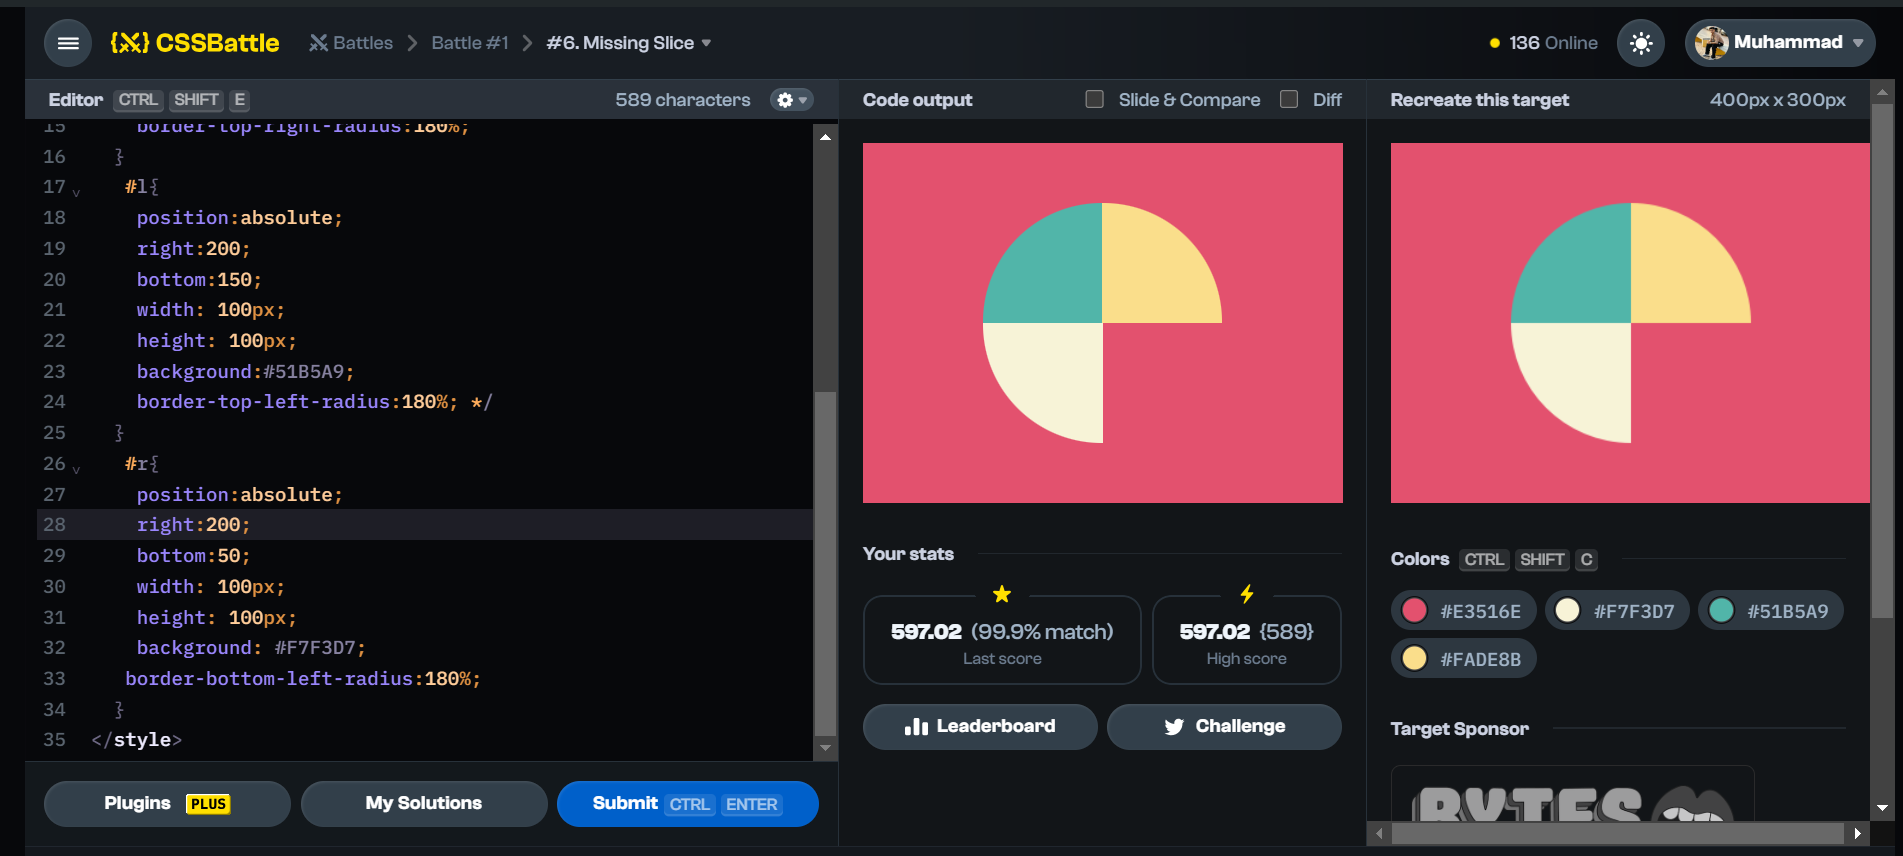 {X} CSSBattle
Battles
Battle #1
#6. Missing Slice
136 Online
Muhammad
Editor CTRL SHIFT E
589 characters
15 border-top-right-radius:180%;
16 }
17 #l{
18 position:absolute;
19 right:200;
20 bottom:150;
21 width: 100px;
22 height: 100px;
23 background:#51B5A9;
24 border-top-left-radius:180%; */
25 }
26 #r{
27 position:absolute;
28 right:200;
29 bottom:50;
30 width: 100px;
31 height: 100px;
32 background: #F7F3D7;
33 border-bottom-left-radius:180%;
34 }
35 </style>
Plugins PLUS
My Solutions
Submit CTRL ENTER
Code output
Slide & Compare
Diff
Your stats
597.02 (99.9% match)
Last score
597.02 {589}
High score
Leaderboard
Challenge
Recreate this target
400px x 300px
Colors CTRL SHIFT C
#E3516E
#F7F3D7
#51B5A9
#FADE8B
Target Sponsor
BYTES